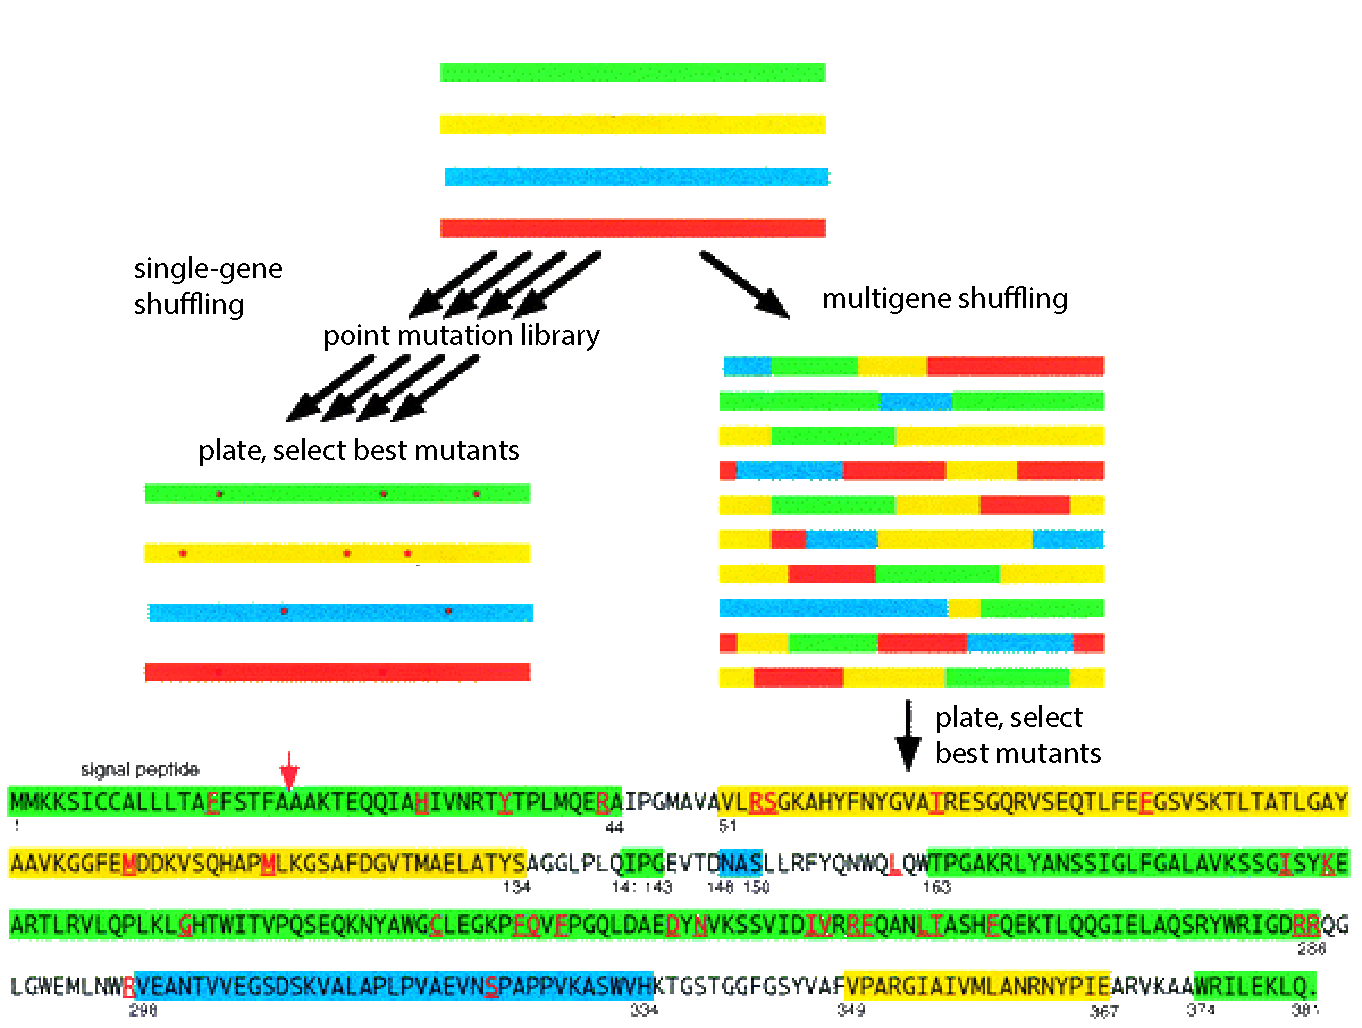 single-gene
shuffling
multigene shuffling
point mutation library
plate, select best mutants
plate, select
best mutants
signal peptide
MMKKSICCALLLTAFFSTFAAAKTEQQIAHIVNRTYTPLMQERAIPGMAVAVLRSGKAHYFNYGVATRESGQRVSEQTLFEFGSVSKTLTATLGAY
1 44 51
AAVKGGFEMDDKVSQHAPMLKGSAFDGVTMAELATYSAGGLPLQIPGEVTDNASLLRFYQNWQLQWTPGAKRLYANSSIGLFGALAVKSSGISYKE
134 141 143 148 150 163
ARTLRVLQPLKLGHTWITVPQSEQKNYAWGCLEGKPFQVFPGQLDAEDYNVKSSVIDIVRRFQANLTASHFQEKTLQQGIELAQSRYWRIGDRRQG
286
LGWEMLNWRVEANTVVEGSDSKVALAPLPVAEVNSPAPPVKASWVHKTGSTGGFGSYVAFVPARGIAIVMLANRNYPIEARVKAAWRILEKLQ.
298 334 349 367 374 381